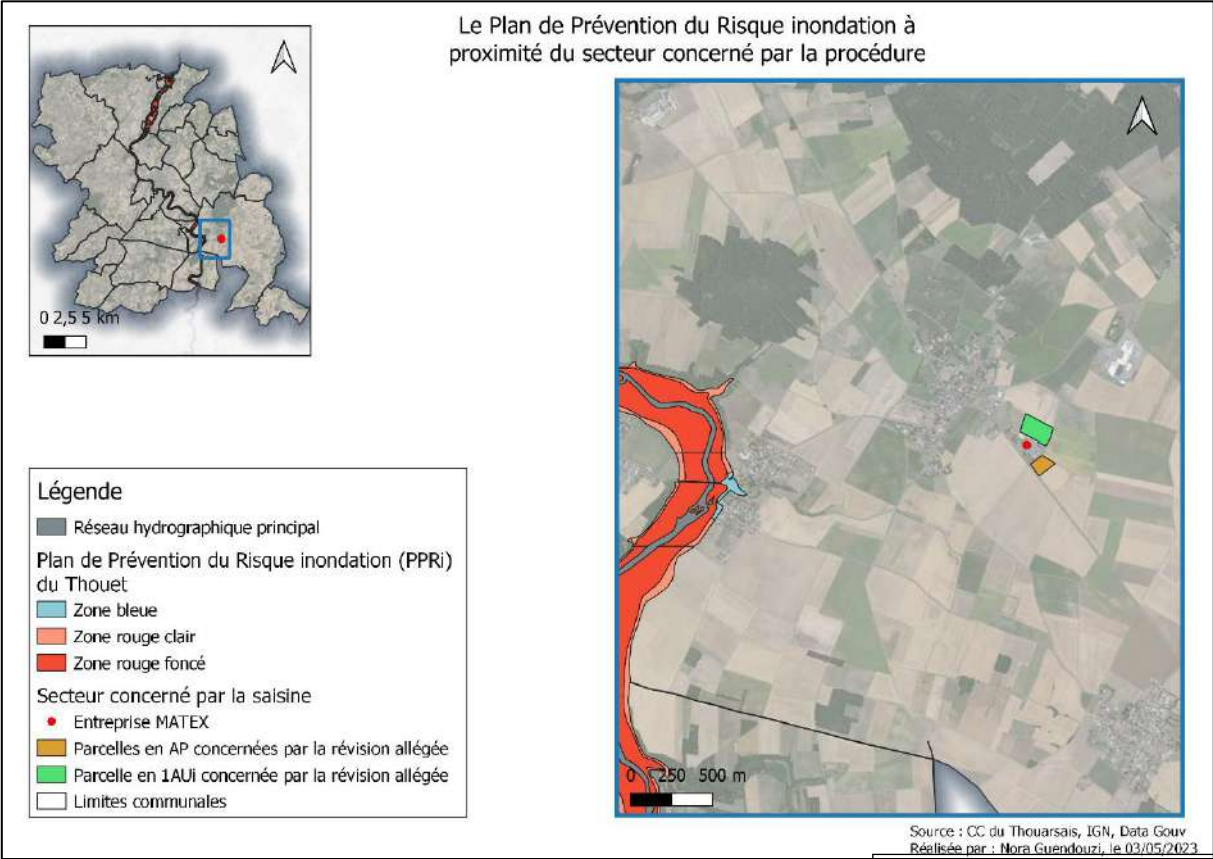 Le Plan de Prévention du Risque inondation à
proximité du secteur concerné par la procédure
0 2,5 5 km
Légende
Réseau hydrographique principal
Plan de Prévention du Risque inondation (PPRi)
du Thouet
Zone bleue
Zone rouge clair
Zone rouge foncé
Secteur concerné par la saisine
Entreprise MATEX
Parcelles en AP concernées par la révision allégée
Parcelle en 1AUi concernée par la révision allégée
Limites communales
0 250 500 m
Source : CC du Thouarsais, IGN, Data Gouv
Réalisée par : Nora Guendouzi, le 03/05/2023